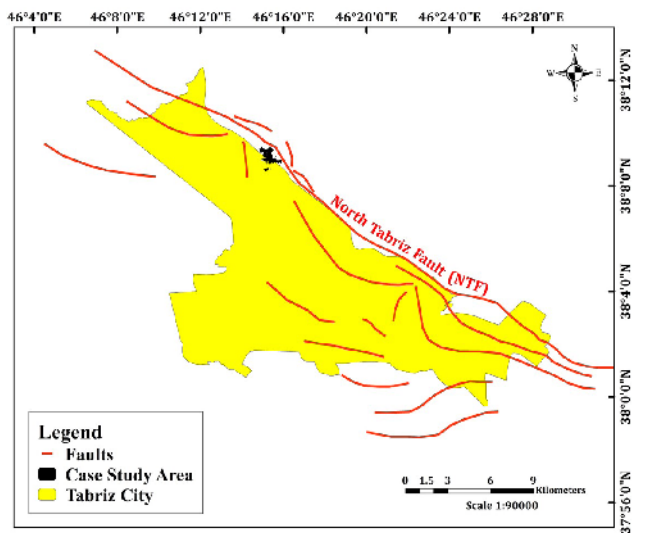 46°4'0"E 46°8'0"E 46°12'0"E 46°16'0"E 46°20'0"E 46°24'0"E 46°28'0"E
N
W E
S
38°12'0"N
38°8'0"N
38°4'0"N
38°0'0"N
37°56'0"N
North Tabriz Fault (NTF)
Legend
Faults
Case Study Area
Tabriz City
0 1.5 3 6 9
Kilometers
Scale 1:90000